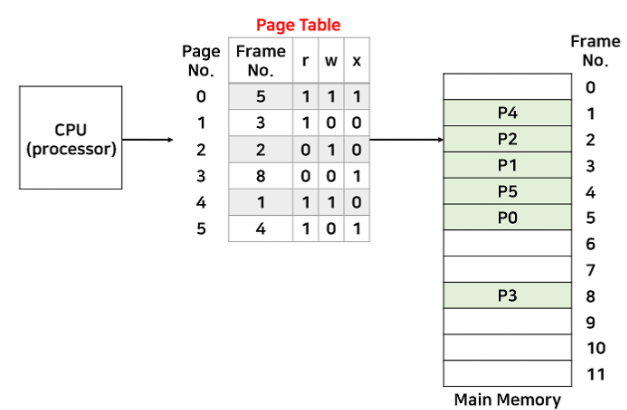 Page Table
Page No. Frame No. r w x
0 5 1 1 1
1 3 1 0 0
2 2 0 1 0
3 8 0 0 1
4 1 1 1 0
5 4 1 0 1
CPU
(processor)
Frame
No.
0
P4 1
P2 2
P1 3
P5 4
P0 5
6
7
P3 8
9
10
11
Main Memory